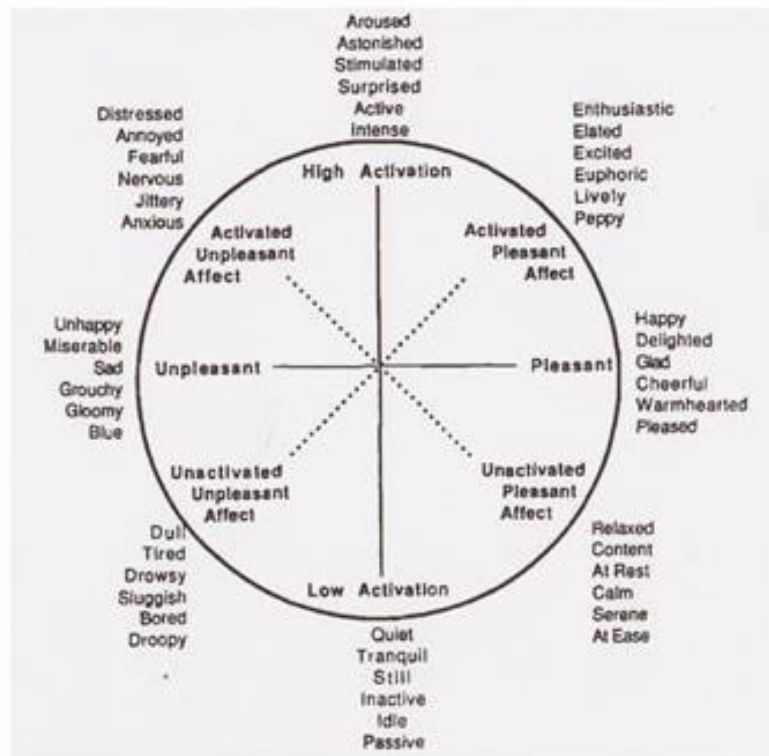 Aroused
Astonished
Stimulated
Surprised
Active
Intense
High Activation
Distressed
Annoyed
Fearful
Nervous
Jittery
Anxious
Enthusiastic
Elated
Excited
Euphoric
Lively
Peppy
Activated
Unpleasant
Affect
Activated
Pleasant
Affect
Unhappy
Miserable
Sad
Grouchy
Gloomy
Blue
Unpleasant
Pleasant
Happy
Delighted
Glad
Cheerful
Warmhearted
Pleased
Unactivated
Unpleasant
Affect
Unactivated
Pleasant
Affect
Dull
Tired
Drowsy
Sluggish
Bored
Droopy
Relaxed
Content
At Rest
Calm
Serene
At Ease
Low Activation
Quiet
Tranquil
Still
Inactive
Idle
Passive